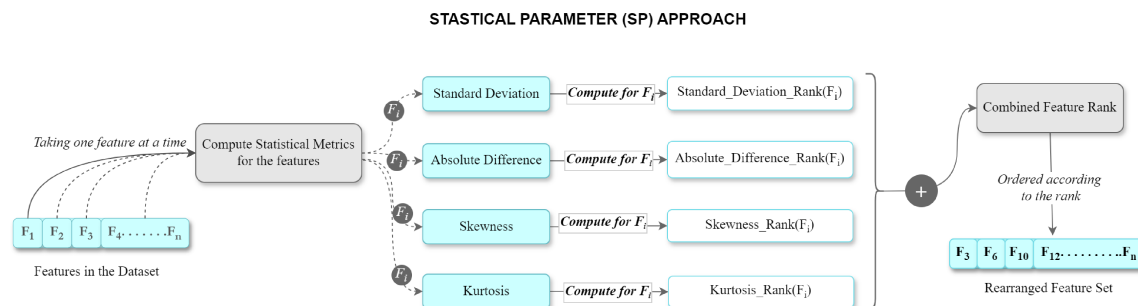 STASTICAL PARAMETER (SP) APPROACH
Taking one feature at a time
F1 F2 F3 F4.......Fn
Features in the Dataset
Compute Statistical Metrics
for the features
Fi
Standard Deviation
Compute for Fi
Standard_Deviation_Rank(Fi)
Fi
Absolute Difference
Compute for Fi
Absolute_Difference_Rank(Fi)
Fi
Skewness
Compute for Fi
Skewness_Rank(Fi)
Fi
Kurtosis
Compute for Fi
Kurtosis_Rank(Fi)
+
Combined Feature Rank
Ordered according
to the rank
F3 F6 F10 F12..........Fn
Rearranged Feature Set